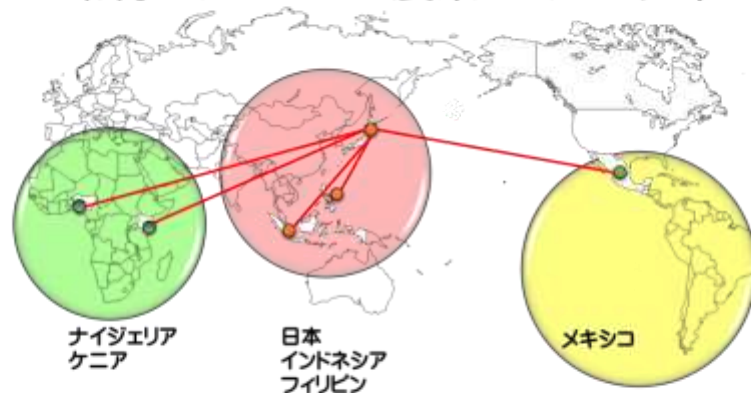 ナイジェリア
ケニア
日本
インドネシア
フィリピン
メキシコ